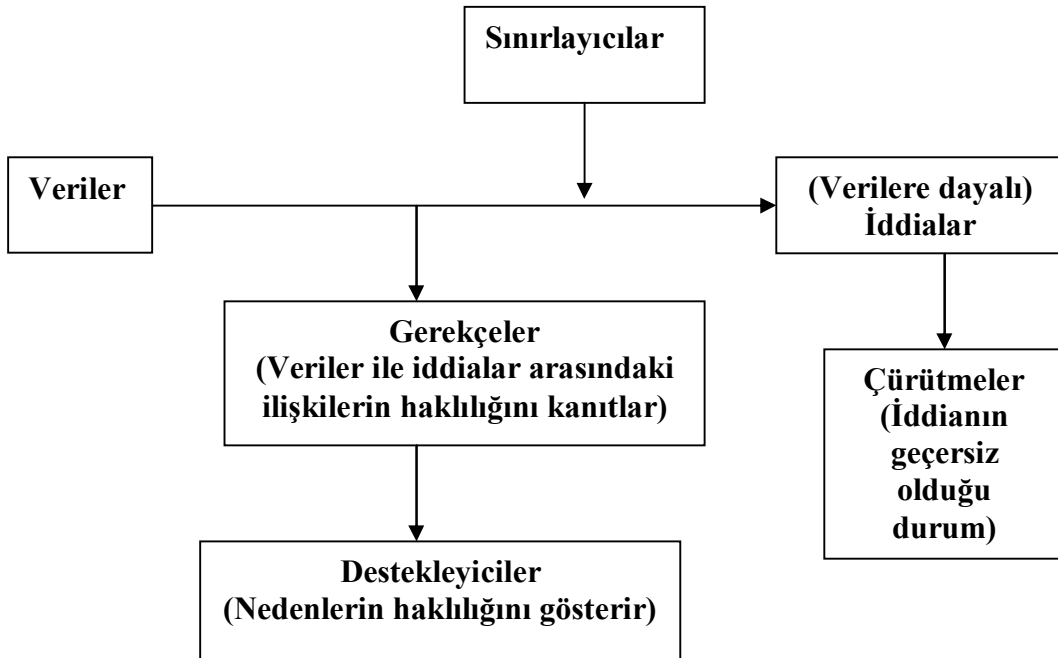 Sınırlayıcılar
Veriler
(Verilere dayalı)
İddialar
Gerekçeler
(Veriler ile iddialar arasındaki
ilişkilerin haklılığını kanıtlar)
Çürütmeler
(İddianın
geçersiz
olduğu
durum)
Destekleyiciler
(Nedenlerin haklılığını gösterir)